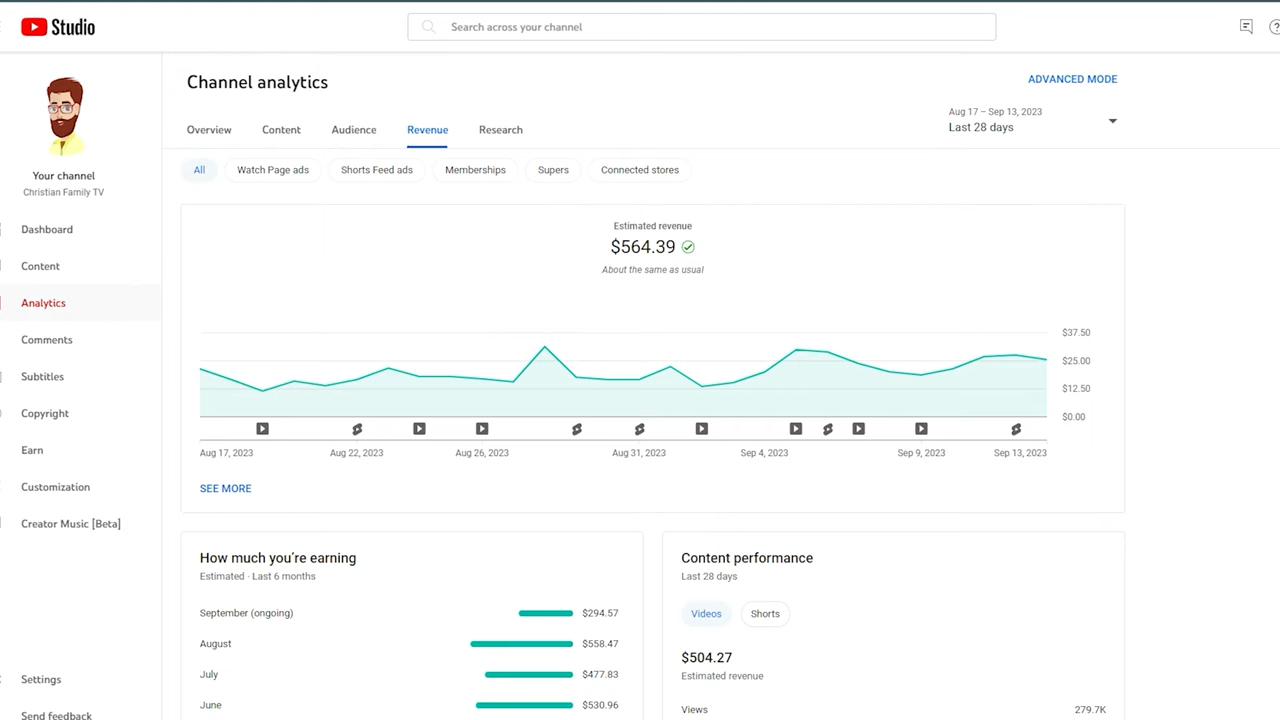 Studio
Search across your channel
Channel analytics
ADVANCED MODE
Aug 17 – Sep 13, 2023
Last 28 days
Overview
Content
Audience
Revenue
Research
All
Watch Page ads
Shorts Feed ads
Memberships
Supers
Connected stores
Your channel
Christian Family TV
Dashboard
Content
Analytics
Comments
Subtitles
Copyright
Earn
Customization
Creator Music [Beta]
Settings
Send feedback
Estimated revenue
$564.39
About the same as usual
$37.50
$25.00
$12.50
$0.00
Aug 17, 2023
Aug 22, 2023
Aug 26, 2023
Aug 31, 2023
Sep 4, 2023
Sep 9, 2023
Sep 13, 2023
SEE MORE
How much you're earning
Estimated · Last 6 months
September (ongoing) $294.57
August $558.47
July $477.83
June $530.96
Content performance
Last 28 days
Videos
Shorts
$504.27
Estimated revenue
Views 279.7K